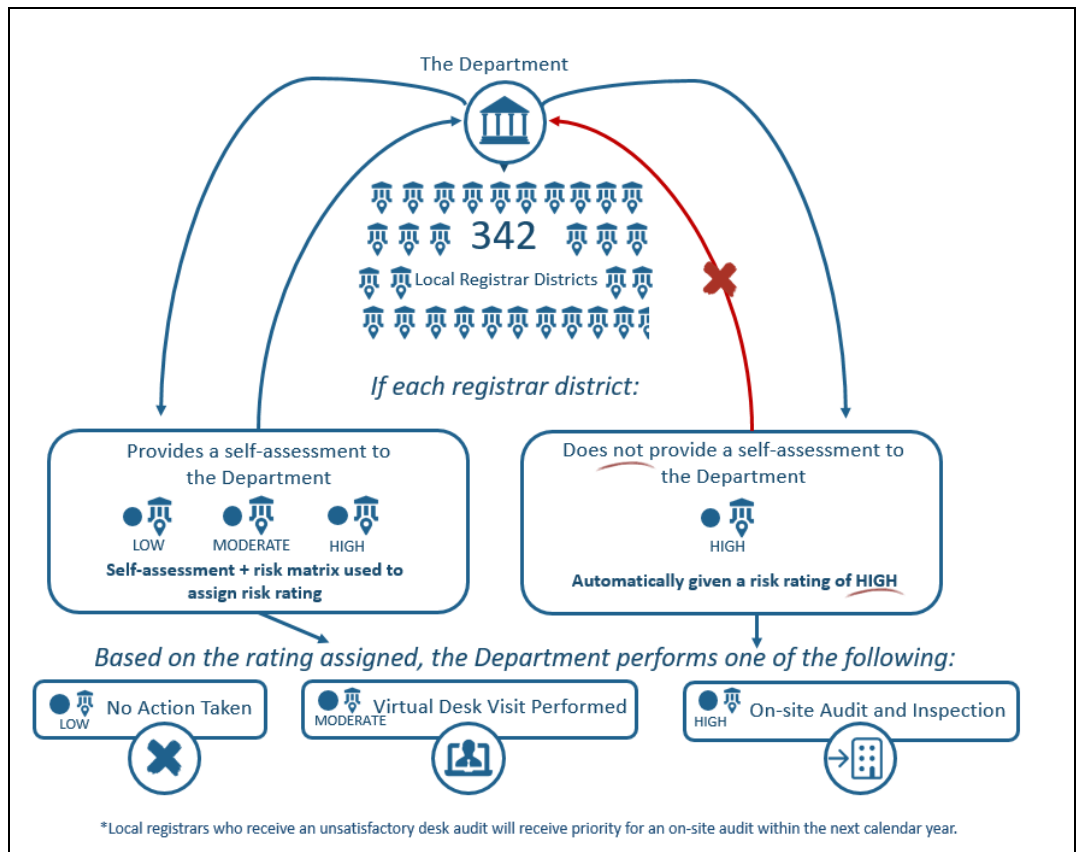 The Department
342
Local Registrar Districts
If each registrar district:
Provides a self-assessment to
the Department
LOW
MODERATE
HIGH
Self-assessment + risk matrix used to
assign risk rating
Does not provide a self-assessment to
the Department
HIGH
Automatically given a risk rating of HIGH
Based on the rating assigned, the Department performs one of the following:
LOW
No Action Taken
MODERATE
Virtual Desk Visit Performed
HIGH
On-site Audit and Inspection
*Local registrars who receive an unsatisfactory desk audit will receive priority for an on-site audit within the next calendar year.